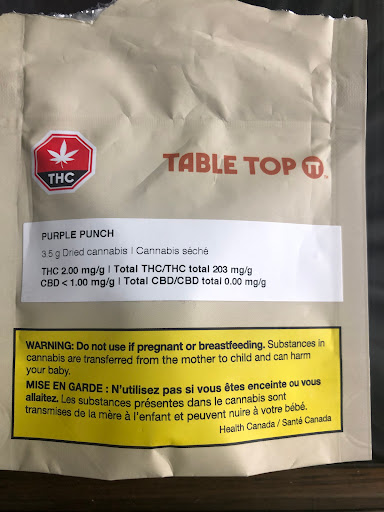 THC
TABLE TOP TT
PURPLE PUNCH
3.5 g Dried cannabis | Cannabis séché
THC 2.00 mg/g | Total THC/THC total 203 mg/g
CBD < 1.00 mg/g | Total CBD/CBD total 0.00 mg/g
WARNING: Do not use if pregnant or breastfeeding. Substances in
cannabis are transferred from the mother to child and can harm
your baby.
MISE EN GARDE : N'utilisez pas si vous êtes enceinte ou vous
allaitez. Les substances présentes dans le cannabis sont
transmises de la mère à l'enfant et peuvent nuire à votre bébé.
Health Canada / Santé Canada